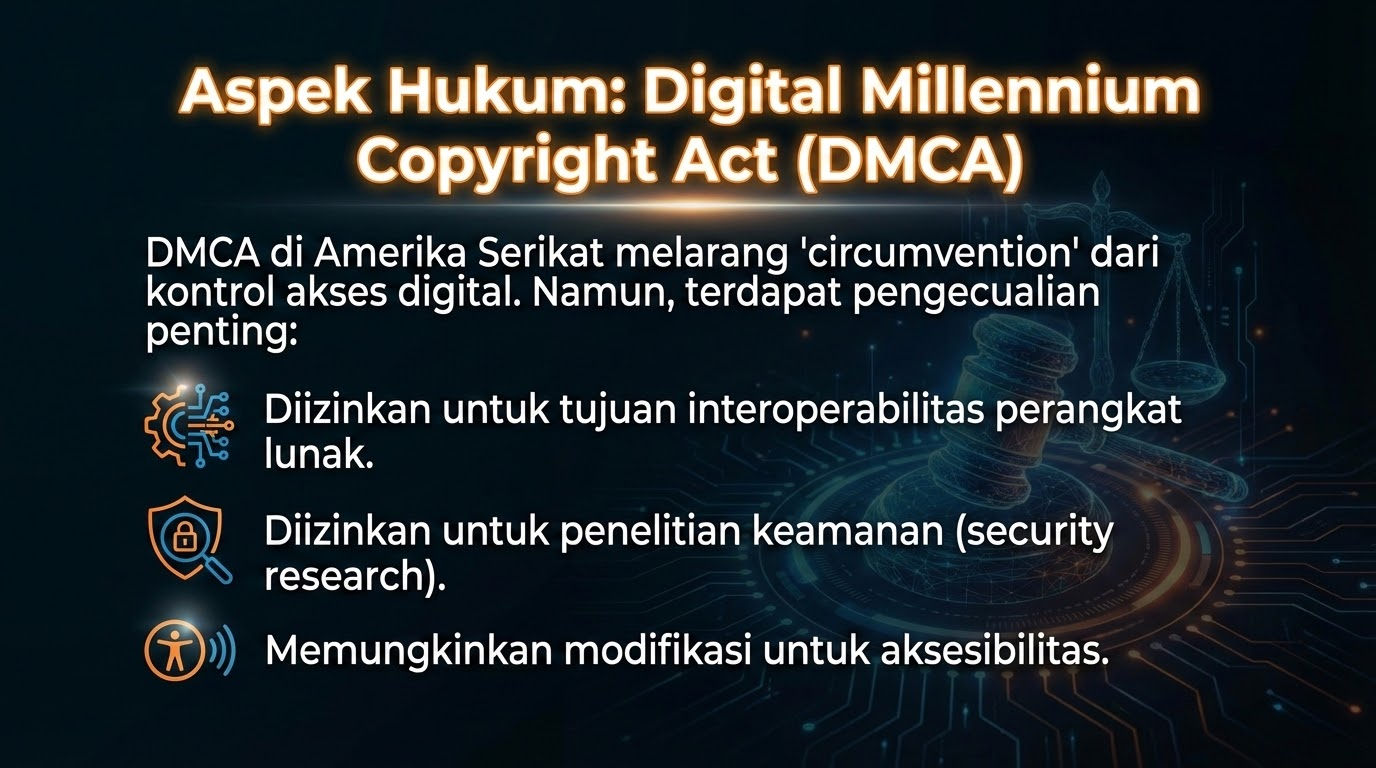 Aspek Hukum: Digital Millennium
Copyright Act (DMCA)
DMCA di Amerika Serikat melarang 'circumvention' dari
kontrol akses digital. Namun, terdapat pengecualian
penting:
Diizinkan untuk tujuan interoperabilitas perangkat
lunak.
Diizinkan untuk penelitian keamanan (security
research).
Memungkinkan modifikasi untuk aksesibilitas.